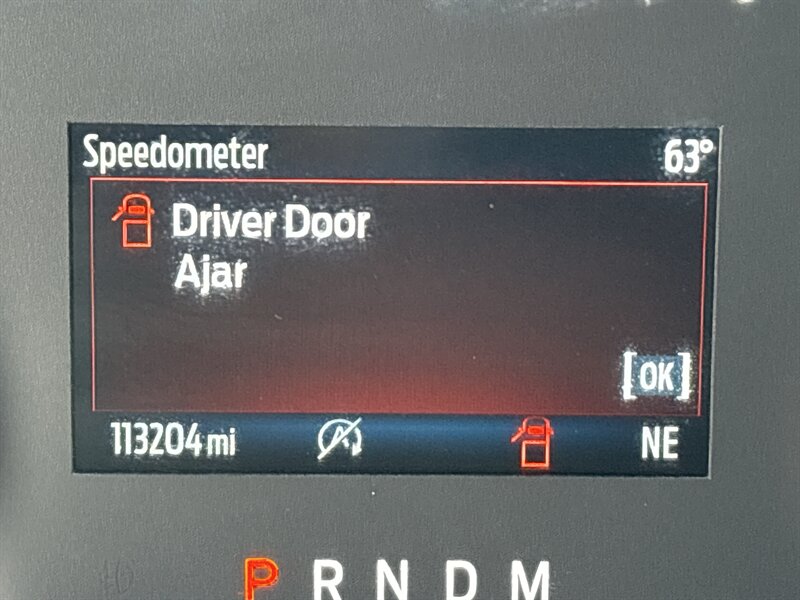 Speedometer 63°
Driver Door
Ajar
[OK]
113204 mi NE
P R N D M